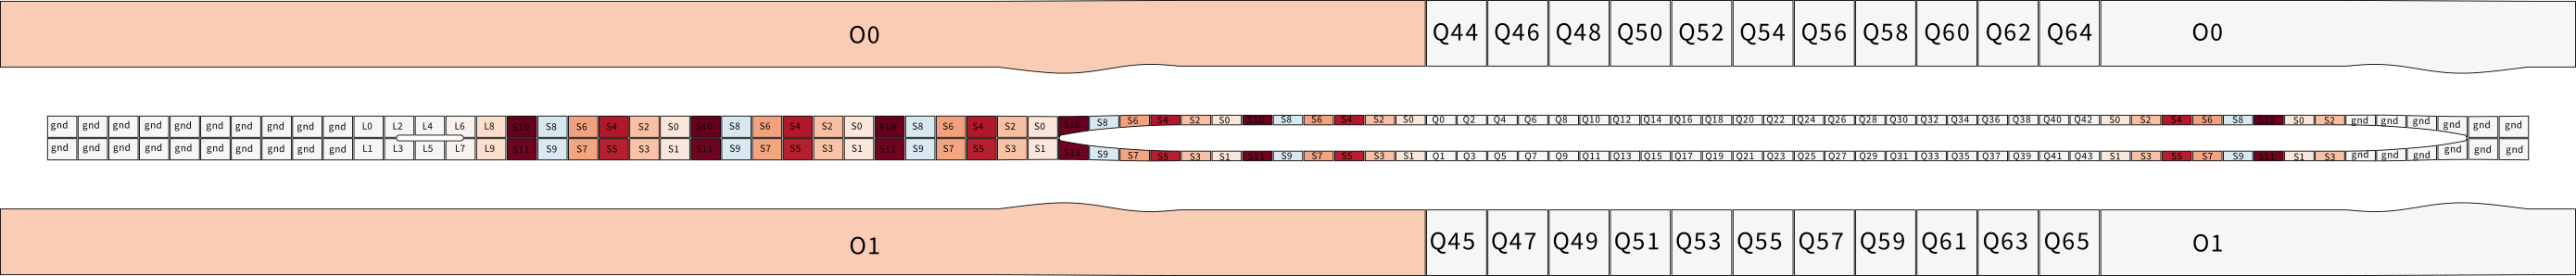 O0 Q44 Q46 Q48 Q50 Q52 Q54 Q56 Q58 Q60 Q62 Q64 O0
gnd gnd gnd gnd gnd gnd gnd gnd gnd gnd L0 L2 L4 L6 L8 S10 S8 S6 S4 S2 S0 S10 S8 S6 S4 S2 S0 S10 S8 S6 S4 S2 S0 S10 S8 S6 S4 S2 S0 S10 S8 S6 S4 S2 S0 Q0 Q2 Q4 Q6 Q8 Q10 Q12 Q14 Q16 Q18 Q20 Q22 Q24 Q26 Q28 Q30 Q32 Q34 Q36 Q38 Q40 Q42 S0 S2 S4 S6 S8 S10 S0 S2 gnd gnd gnd gnd gnd gnd
gnd gnd gnd gnd gnd gnd gnd gnd gnd gnd L1 L3 L5 L7 L9 S11 S9 S7 S5 S3 S1 S11 S9 S7 S5 S3 S1 S11 S9 S7 S5 S3 S1 S11 S9 S7 S5 S3 S1 S11 S9 S7 S5 S3 S1 Q1 Q3 Q5 Q7 Q9 Q11 Q13 Q15 Q17 Q19 Q21 Q23 Q25 Q27 Q29 Q31 Q33 Q35 Q37 Q39 Q41 Q43 S1 S3 S5 S7 S9 S11 S1 S3 gnd gnd gnd gnd gnd gnd
O1 Q45 Q47 Q49 Q51 Q53 Q55 Q57 Q59 Q61 Q63 Q65 O1